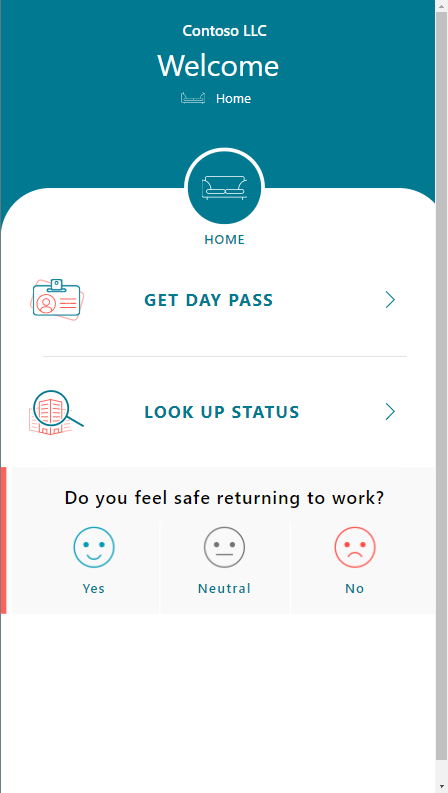 Contoso LLC
Welcome
Home
HOME
GET DAY PASS
LOOK UP STATUS
Do you feel safe returning to work?
Yes
Neutral
No